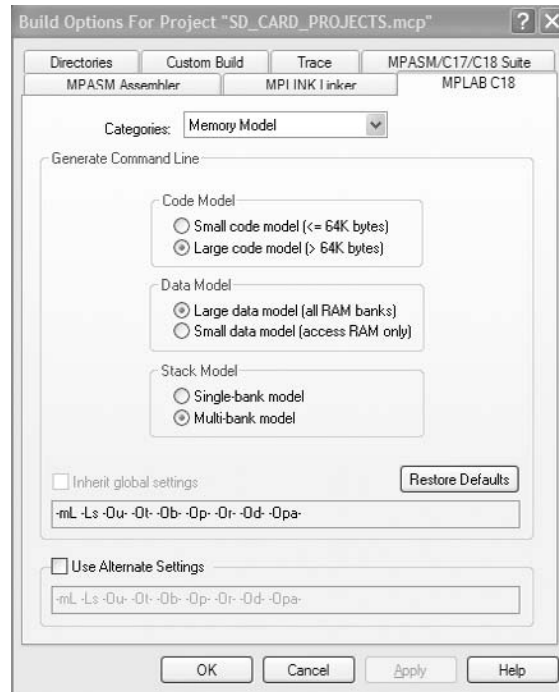 Build Options For Project "SD_CARD_PROJECTS.mcp"
Directories Custom Build Trace MPASM/C17/C18 Suite
MPASM Assembler MPLINK Linker MPLAB C18
Categories: Memory Model
Generate Command Line
Code Model
Small code model (<= 64K bytes)
Large code model (> 64K bytes)
Data Model
Large data model (all RAM banks)
Small data model (access RAM only)
Stack Model
Single-bank model
Multi-bank model
Inherit global settings Restore Defaults
-mL -Ls -Ou- -Ot- -Ob- -Op- -Or- -Od- -Opa-
Use Alternate Settings
-mL -Ls -Ou- -Ot- -Ob- -Op- -Or- -Od- -Opa-
OK Cancel Apply Help